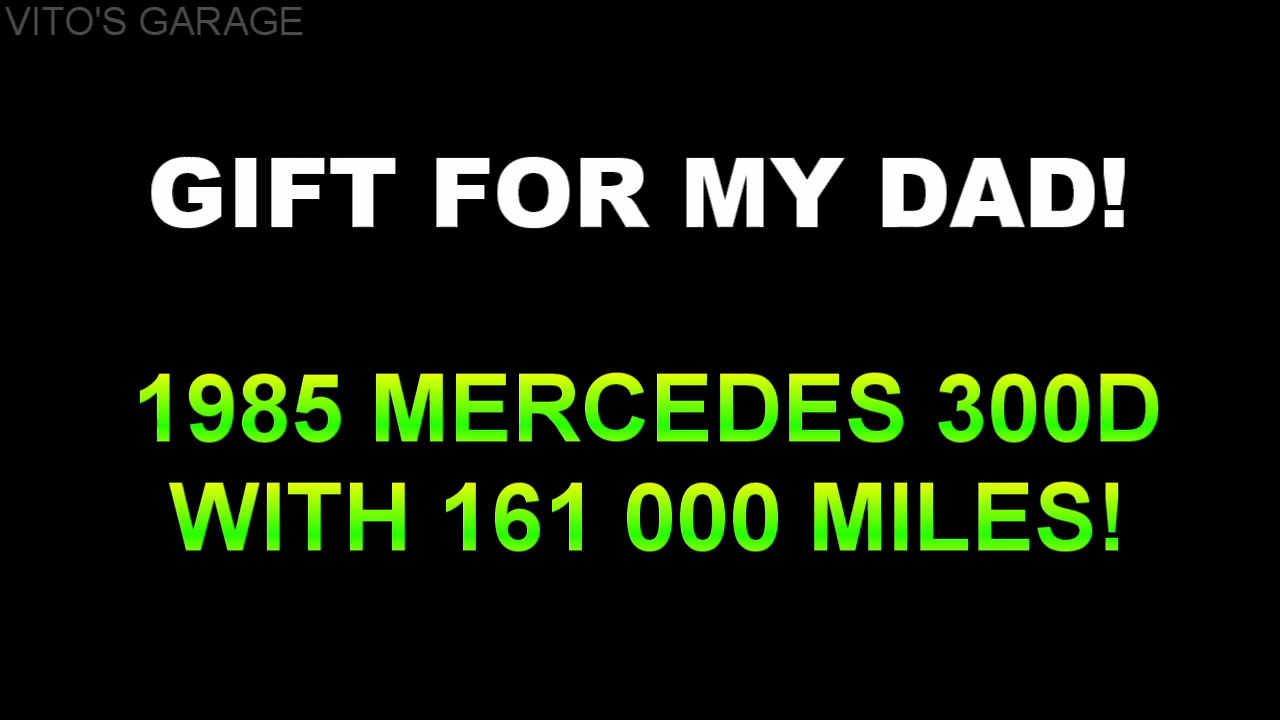 VITO'S GARAGE
GIFT FOR MY DAD!
1985 MERCEDES 300D
WITH 161 000 MILES!